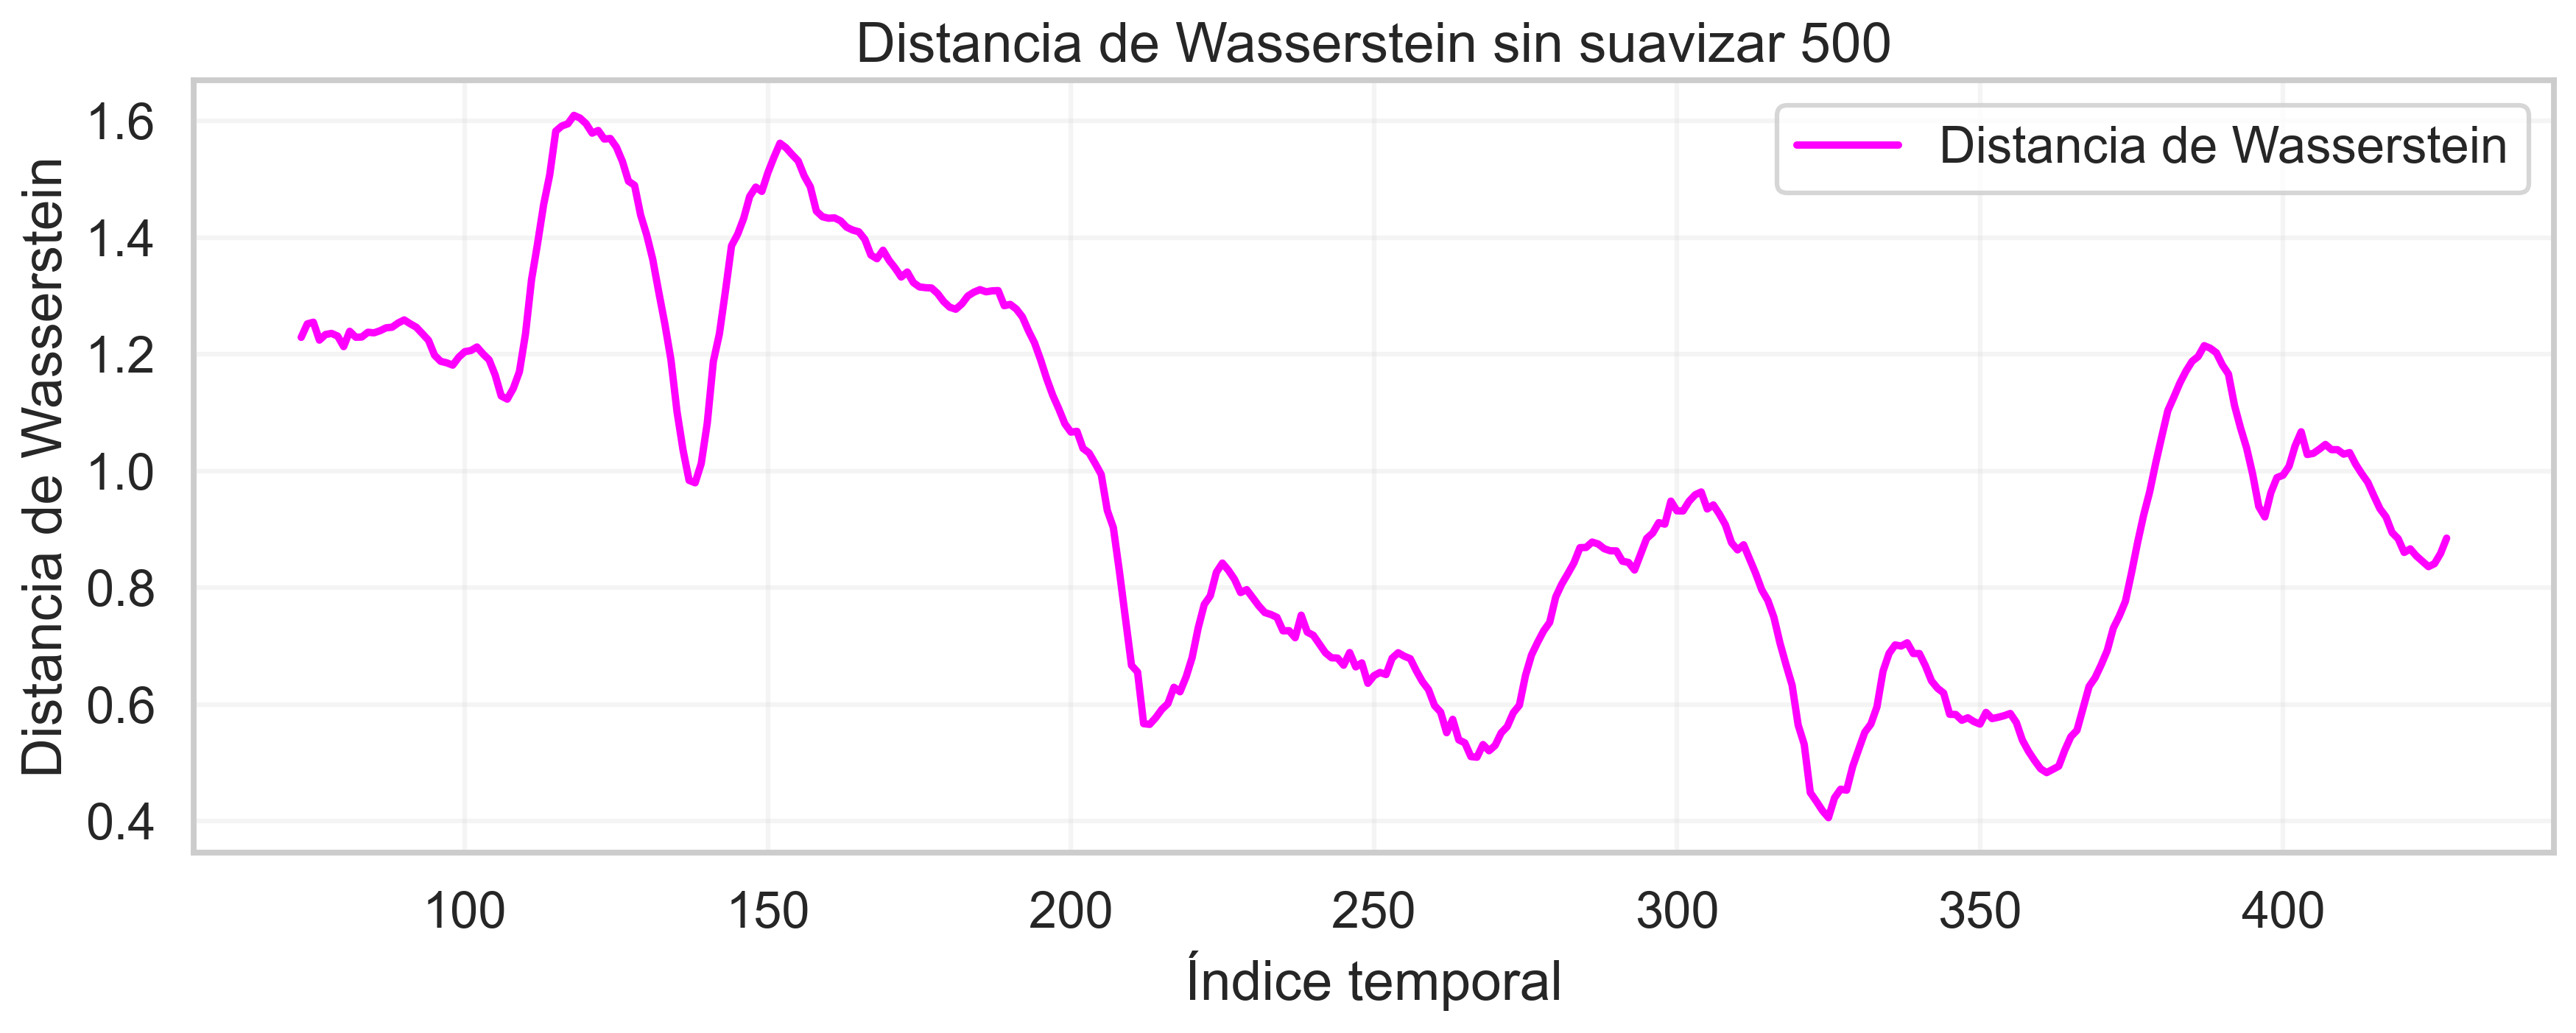 Distancia de Wasserstein sin suavizar 500
Distancia de Wasserstein
1.6
1.4
1.2
1.0
0.8
0.6
0.4
Distancia de Wasserstein
100 150 200 250 300 350 400
Índice temporal